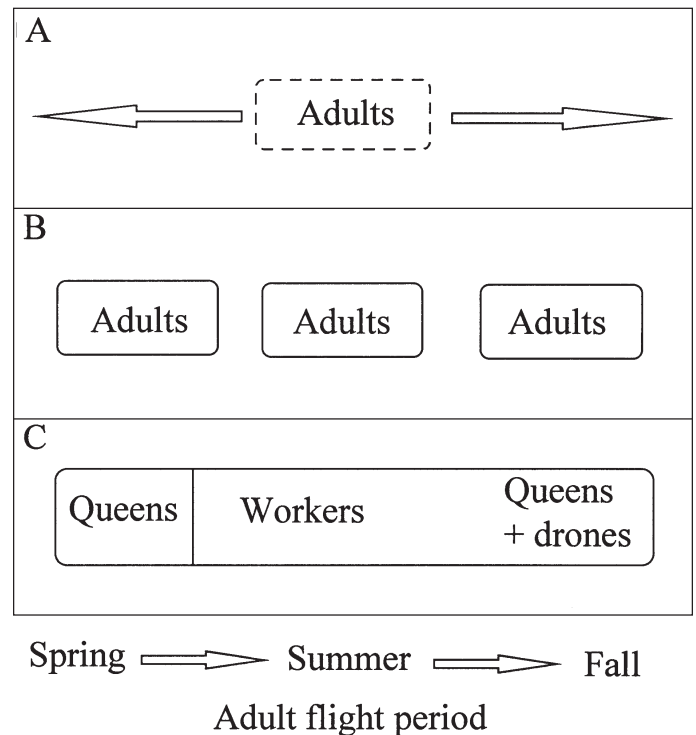 A
Adults
B
Adults Adults Adults
C
Queens Workers Queens
+ drones
Spring Summer Fall
Adult flight period